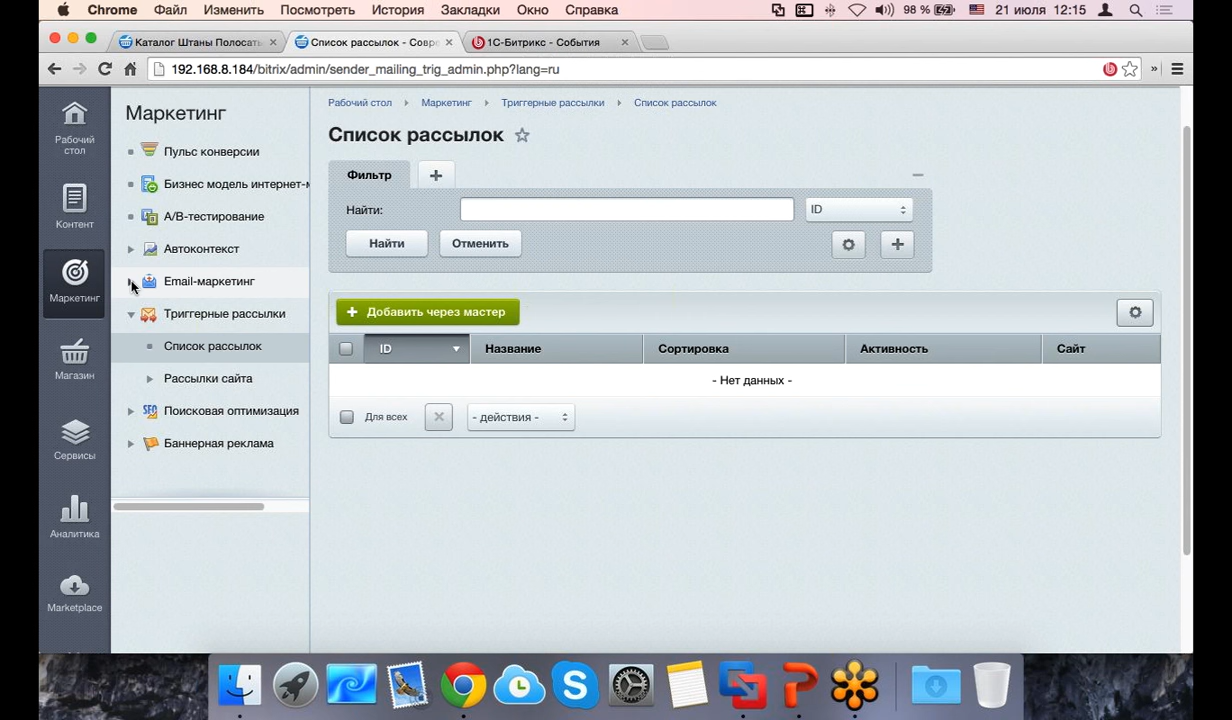 Chrome Файл Изменить Посмотреть История Закладки Окно Справка 98 % 21 июля 12:15
Каталог Штаны Полосать Список рассылок - Совре 1С-Битрикс - События
192.168.8.184/bitrix/admin/sender_mailing_trig_admin.php?lang=ru
Рабочий стол
Контент
Маркетинг
Магазин
Сервисы
Аналитика
Marketplace
Маркетинг
Пульс конверсии
Бизнес модель интернет-м
A/B-тестирование
Автоконтекст
Email-маркетинг
Триггерные рассылки
Список рассылок
Рассылки сайта
SEO Поисковая оптимизация
Баннерная реклама
Рабочий стол Маркетинг Триггерные рассылки Список рассылок
Список рассылок
Фильтр
Найти: ID
Найти Отменить
Добавить через мастер
ID Название Сортировка Активность Сайт
- Нет данных -
Для всех - действия -